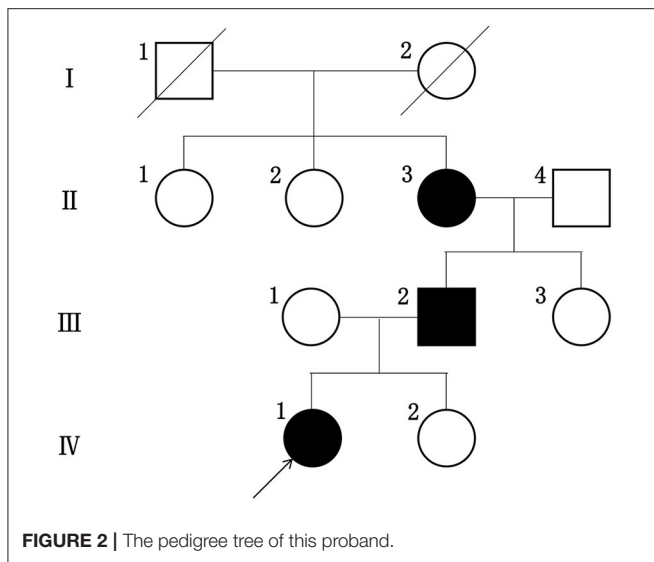 1 2
I
1 2 3 4
II
1 2 3
III
1 2
IV
FIGURE 2 | The pedigree tree of this proband.